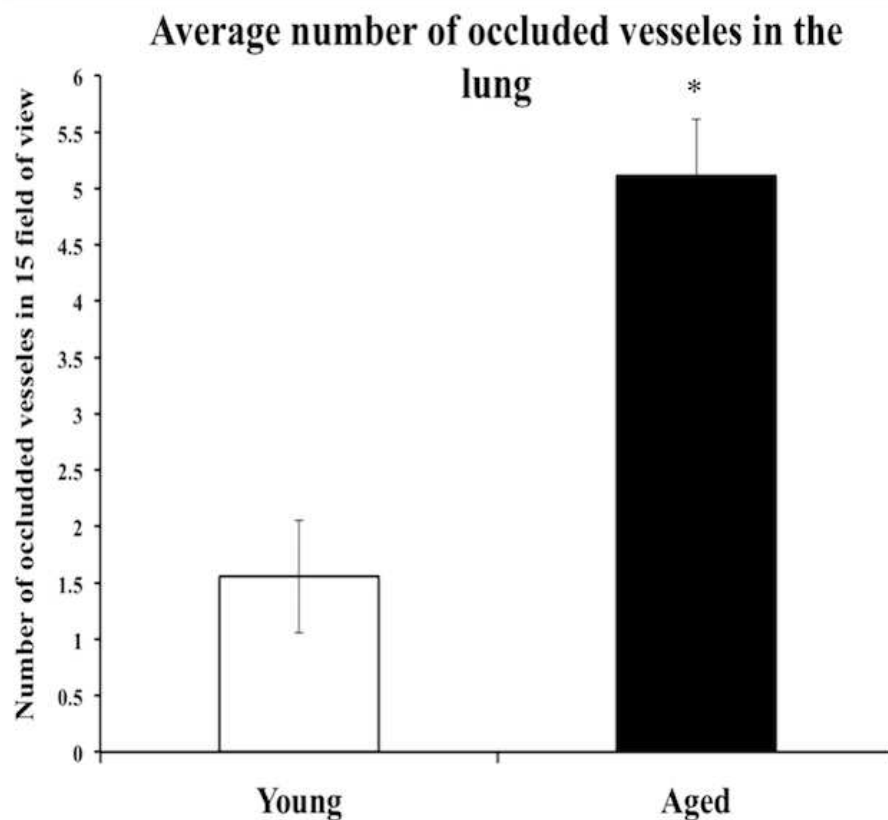 Average number of occluded vesseles in the
lung
*
Number of occludded vesseles in 15 field of view
6
5.5
5
4.5
4
3.5
3
2.5
2
1.5
1
0.5
0
Young
Aged